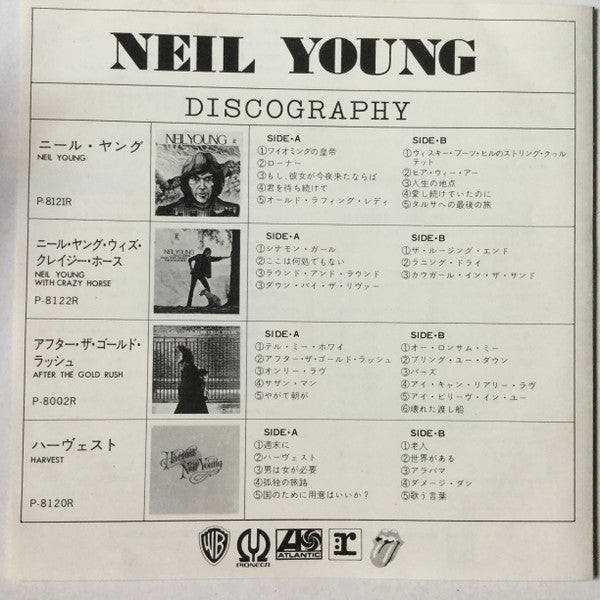 NEIL YOUNG
DISCOGRAPHY
ニール・ヤング
NEIL YOUNG
P-8121R
NEIL YOUNG
SIDE・A
①ワイオミングの皇帝
②ローナー
③もし、彼女が今夜来たならば
④君を待ち続けて
⑤オールド・ラフィング・レディ
SIDE・B
①ウィスキー・ブーツ・ヒルのストリング・クゥル
テット
②ヒア・ウィー・アー
③人生の地点
④愛し続けていたのに
⑤タルサへの最後の旅
ニール・ヤング・ウィズ・
クレイジー・ホース
NEIL YOUNG
WITH CRAZY HORSE
P-8122R
NEIL YOUNG
SIDE・A
①シナモン・ガール
②ここは何処でもない
③ラウンド・アンド・ラウンド
③ダウン・バイ・ザ・リヴァー
SIDE・B
①ザ・ルージング・エンド
②ラニング・ドライ
③カウガール・イン・ザ・サンド
アフター・ザ・ゴールド・
ラッシュ
AFTER THE GOLD RUSH
P-8002R
SIDE・A
①テル・ミー・ホワイ
②アフター・ザ・ゴールド・ラッシュ
③オンリー・ラヴ
④サザン・マン
⑤やがて朝が
SIDE・B
①オー・ロンサム・ミー
②ブリング・ユー・ダウン
③バーズ
④アイ・キャン・リアリー・ラヴ
⑤アイ・ビリーヴ・イン・ユー
⑥壊れた渡し船
ハーヴェスト
HARVEST
P-8120R
Harvest
Neil Young
SIDE・A
①週末に
②ハーヴェスト
③男は女が必要
④孤独の旅路
⑤国のために用意はいいか?
SIDE・B
①老人
②世界がある
③アラバマ
④ダメージ・ダン
⑤歌う言葉
WB
PIONEER
ATLANTIC
r